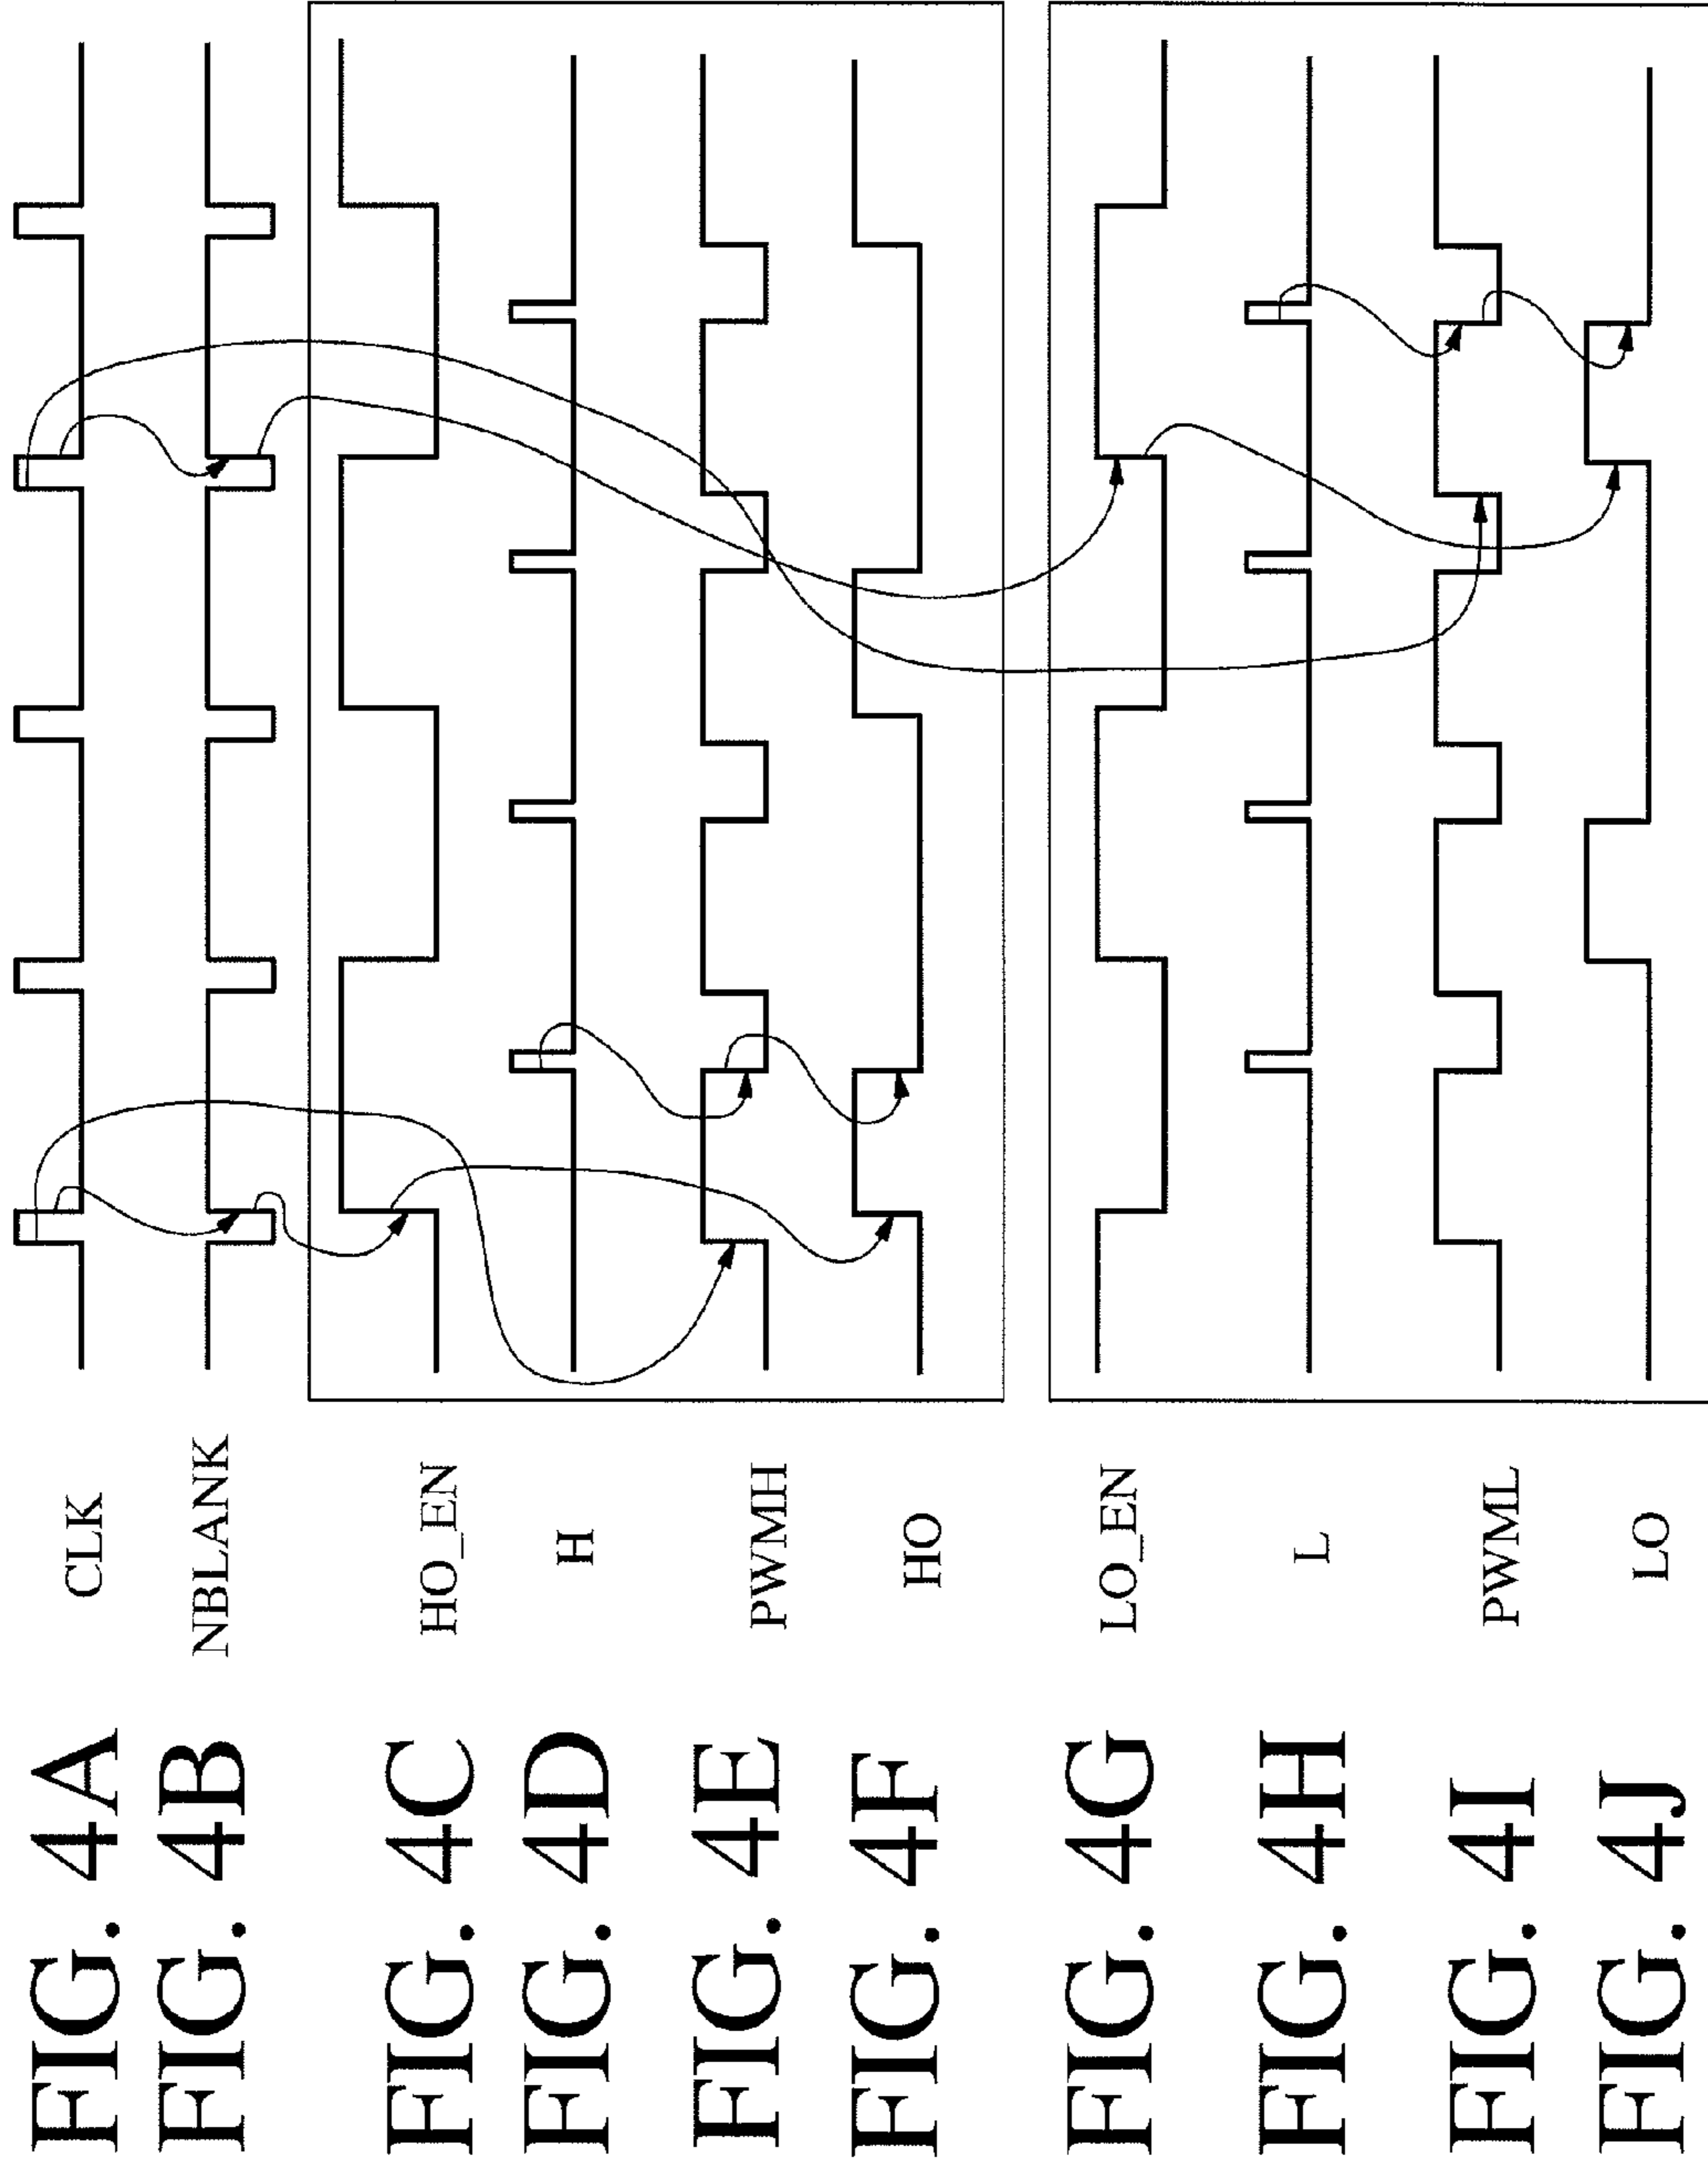 FIG. 4A CLK
FIG. 4B NBLANK
FIG. 4C HO_EN
FIG. 4D H
FIG. 4E PWMH
FIG. 4F HO
FIG. 4G LO_EN
FIG. 4H L
FIG. 4I PWML
FIG. 4J LO